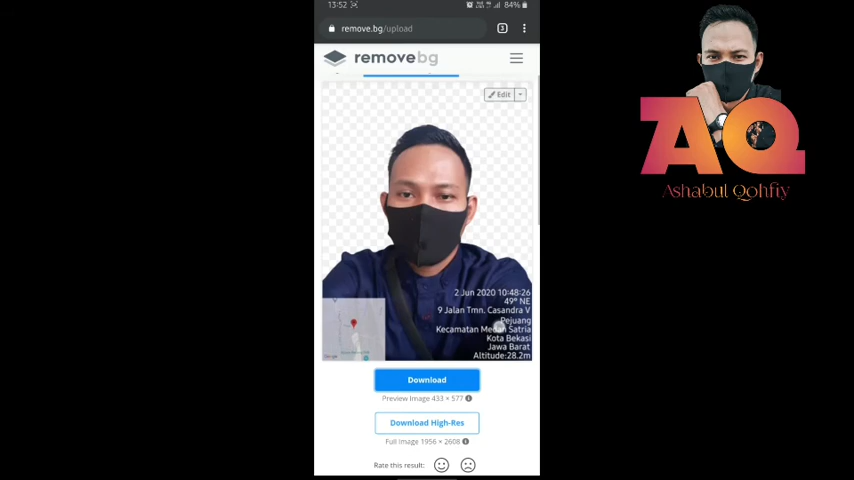 13:52
84%
remove.bg/upload
3
removebg
Edit
2 Jun 2020 10:48:26
49° NE
9 Jalan Tmn. Casandra V
Pejuang
Kecamatan Medan Satria
Kota Bekasi
Jawa Barat
Altitude:28.2m
Download
Preview Image 433 × 577
Download High-Res
Full Image 1956 × 2608
Rate this result:
AQ
Ashabul Qohfiy